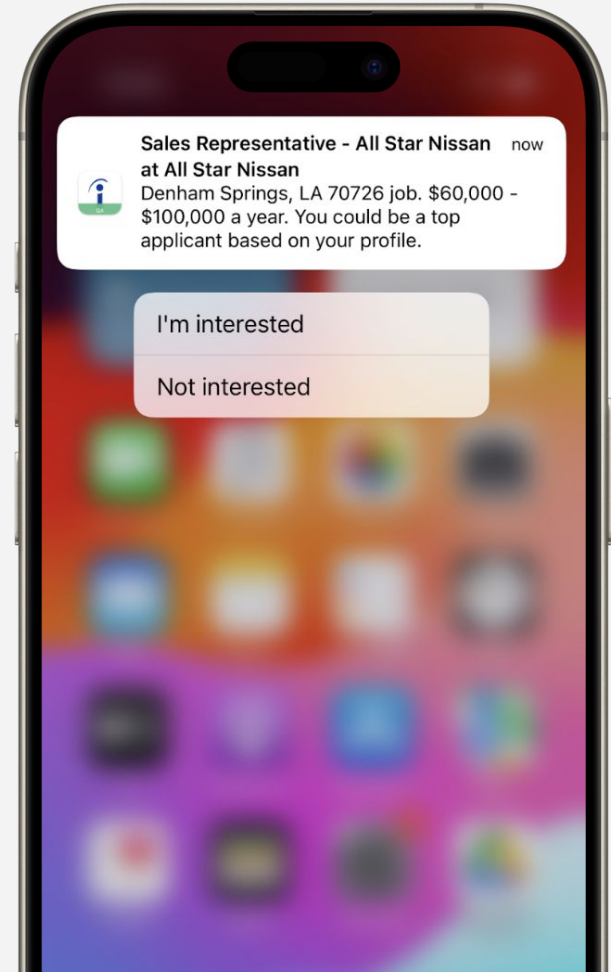 Sales Representative - All Star Nissan now
at All Star Nissan
Denham Springs, LA 70726 job. $60,000 -
$100,000 a year. You could be a top
applicant based on your profile.
QA
I'm interested
Not interested